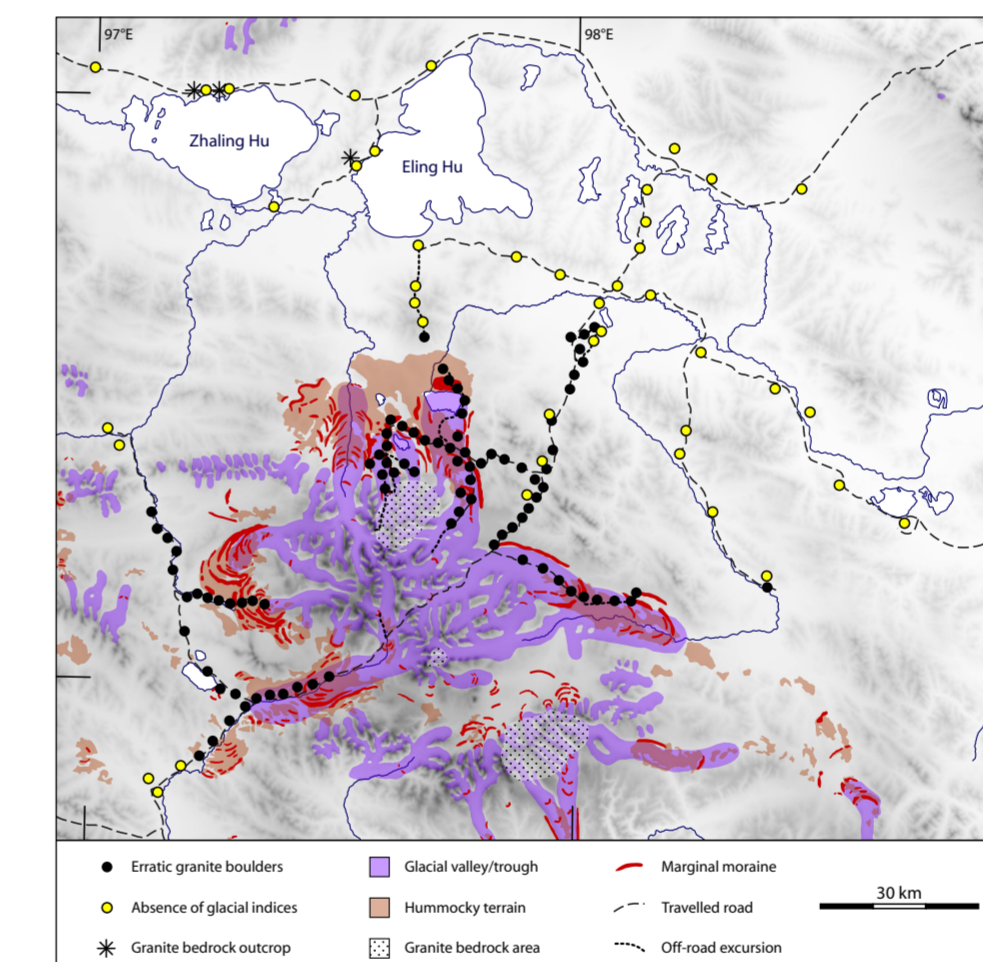 97°E 98°E
Zhaling Hu
Eling Hu
Erratic granite boulders Glacial valley/trough Marginal moraine
30 km
Absence of glacial indices Hummocky terrain Travelled road
Granite bedrock outcrop Granite bedrock area Off-road excursion